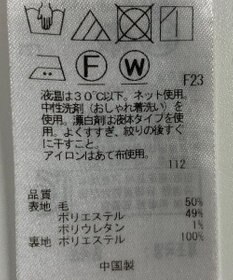 F
W
F23
液温は30℃以下。ネット使用。
中性洗剤(おしゃれ着洗い)を使
用。漂白剤は液体タイプを使用
する。よくすすぎ、絞りの後すぐ
に干すこと。
アイロンはあて布使用。
112
品質
表地 毛 50%
ポリエステル 49%
ポリウレタン 1%
裏地 ポリエステル 100%
中国製